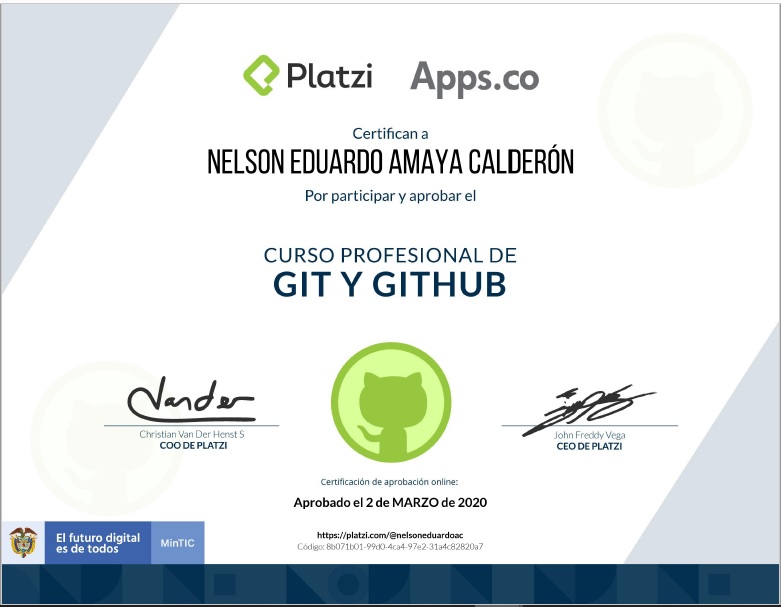 Platzi Apps.co
Certifican a
NELSON EDUARDO AMAYA CALDERÓN
Por participar y aprobar el
CURSO PROFESIONAL DE
GIT Y GITHUB
Vander
Christian Van Der Henst S
COO DE PLATZI
John Freddy Vega
CEO DE PLATZI
Certificación de aprobación online:
Aprobado el 2 de MARZO de 2020
El futuro digital
es de todos
MinTIC
https://platzi.com/@nelsoneduardoac
Código: 8b071b01-99d0-4ca4-97e2-31a4c82820a7